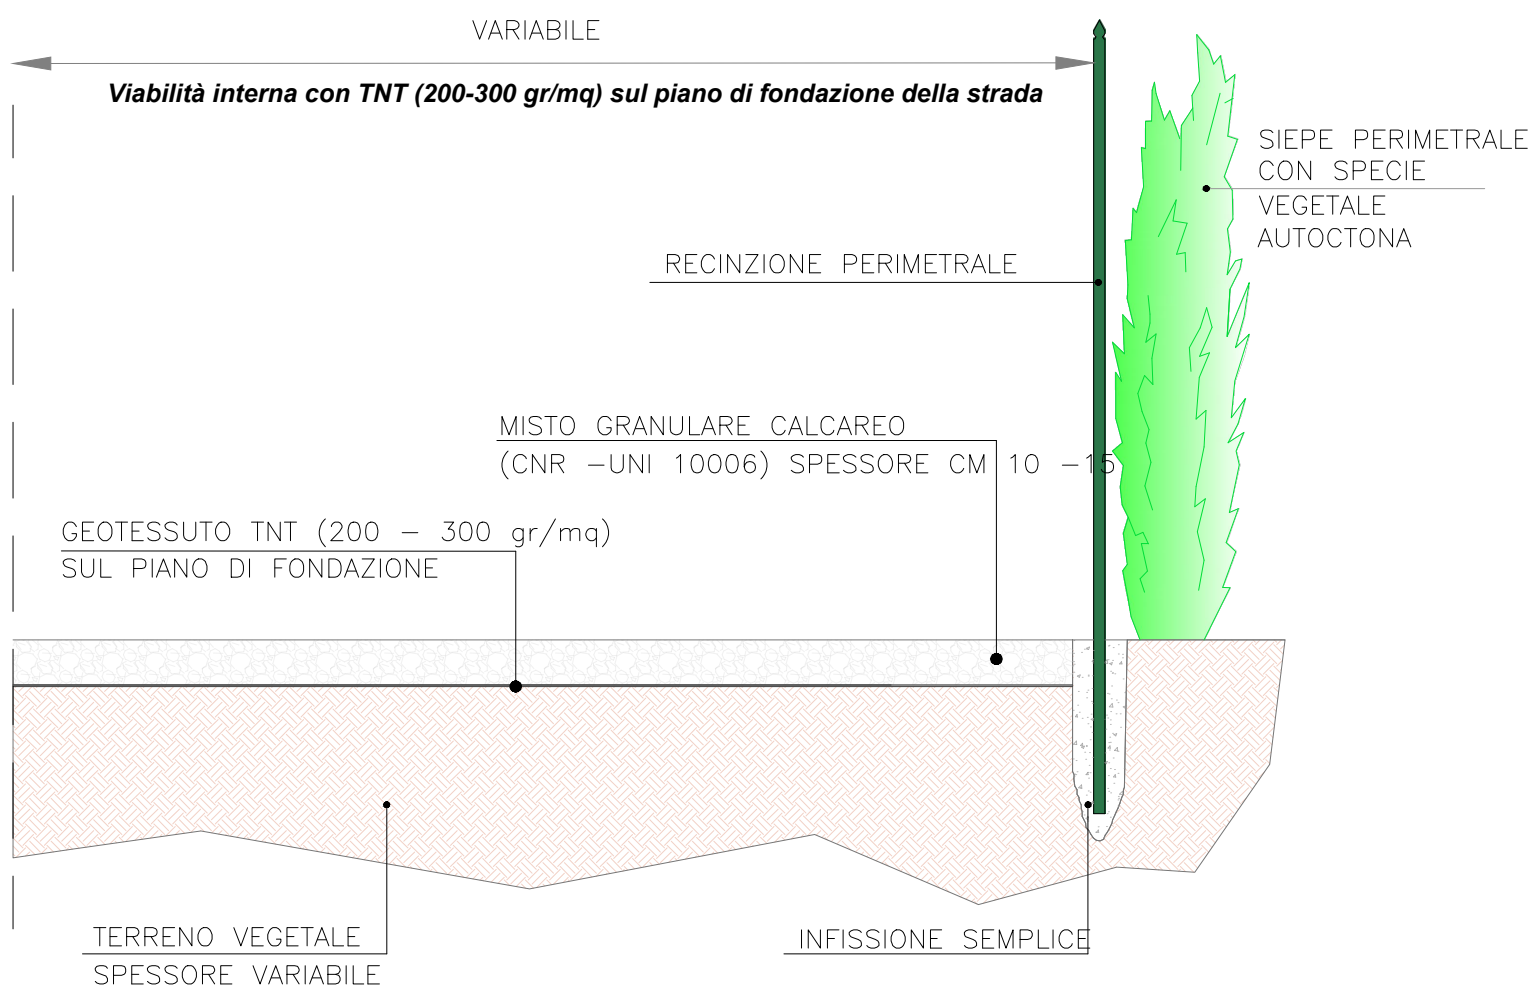 VARIABILE
Viabilità interna con TNT (200-300 gr/mq) sul piano di fondazione della strada
SIEPE PERIMETRALE
CON SPECIE
VEGETALE
AUTOCTONA
RECINZIONE PERIMETRALE
MISTO GRANULARE CALCAREO
(CNR -UNI 10006) SPESSORE CM 10 -15
GEOTESSUTO TNT (200 - 300 gr/mq)
SUL PIANO DI FONDAZIONE
TERRENO VEGETALE
SPESSORE VARIABILE
INFISSIONE SEMPLICE